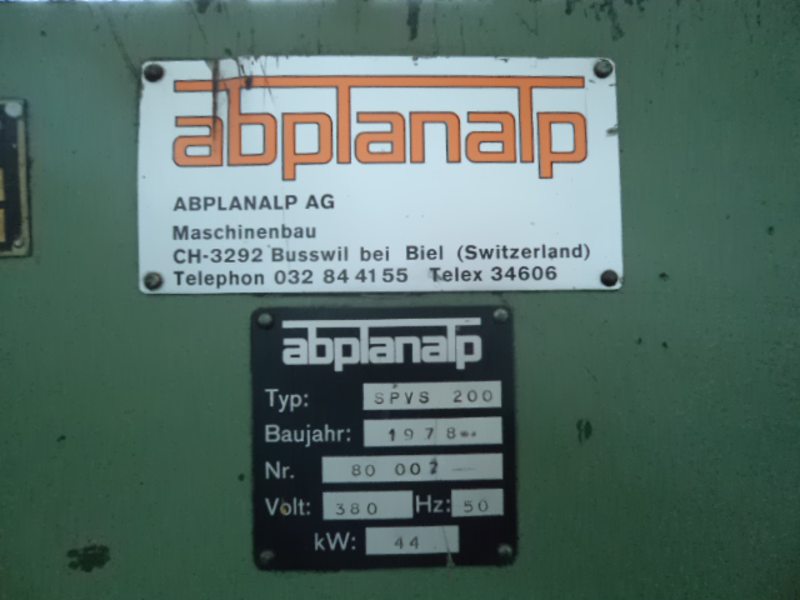 abplanalp
ABPLANALP AG
Maschinenbau
CH-3292 Busswil bei Biel (Switzerland)
Telephon 032 84 41 55 Telex 34606
abplanalp
Typ: SPVS 200
Baujahr: 1978
Nr. 80 002
Volt: 380 Hz: 50
kW: 44